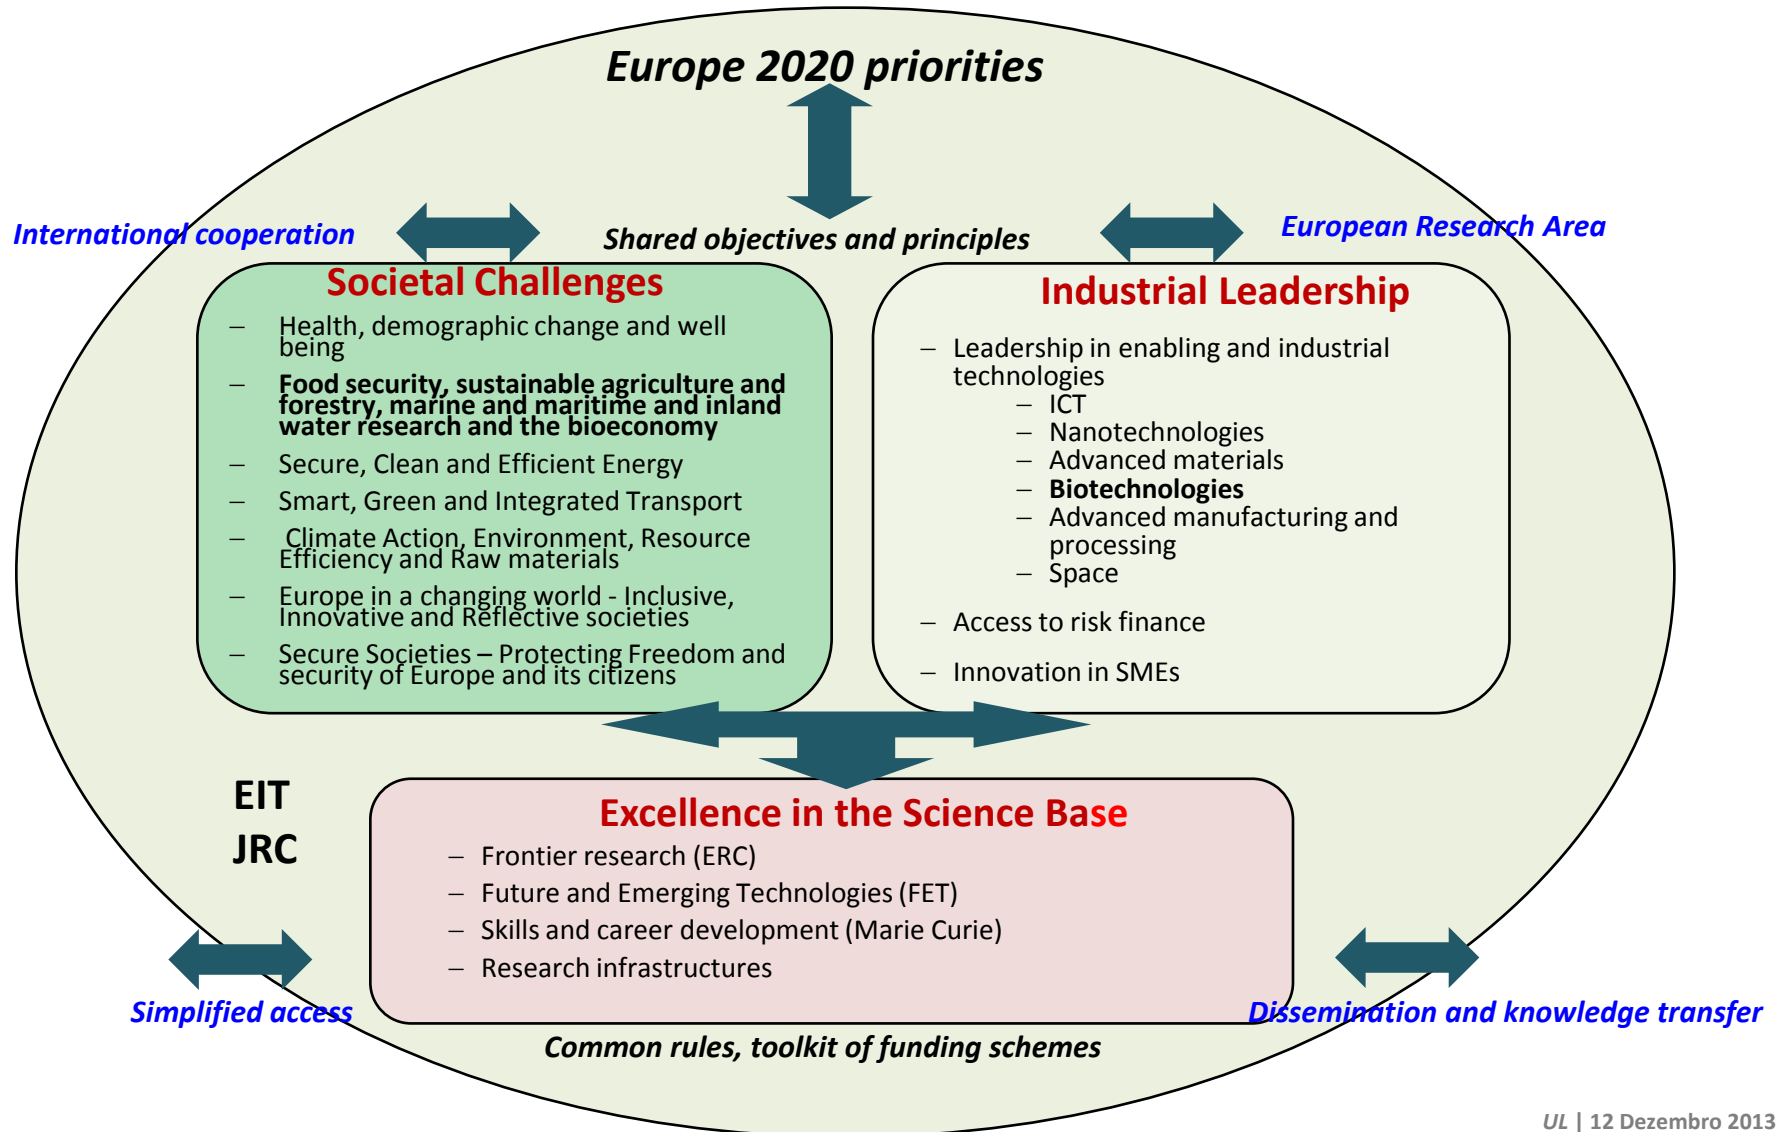 Europe 2020 priorities
International cooperation
Shared objectives and principles
European Research Area
Societal Challenges
– Health, demographic change and well
being
– Food security, sustainable agriculture and
forestry, marine and maritime and inland
water research and the bioeconomy
– Secure, Clean and Efficient Energy
– Smart, Green and Integrated Transport
– Climate Action, Environment, Resource
Efficiency and Raw materials
– Europe in a changing world - Inclusive,
Innovative and Reflective societies
– Secure Societies – Protecting Freedom and
security of Europe and its citizens
Industrial Leadership
– Leadership in enabling and industrial
technologies
– ICT
– Nanotechnologies
– Advanced materials
– Biotechnologies
– Advanced manufacturing and
processing
– Space
– Access to risk finance
– Innovation in SMEs
EIT
JRC
Excellence in the Science Base
– Frontier research (ERC)
– Future and Emerging Technologies (FET)
– Skills and career development (Marie Curie)
– Research infrastructures
Simplified access
Dissemination and knowledge transfer
Common rules, toolkit of funding schemes
UL | 12 Dezembro 2013